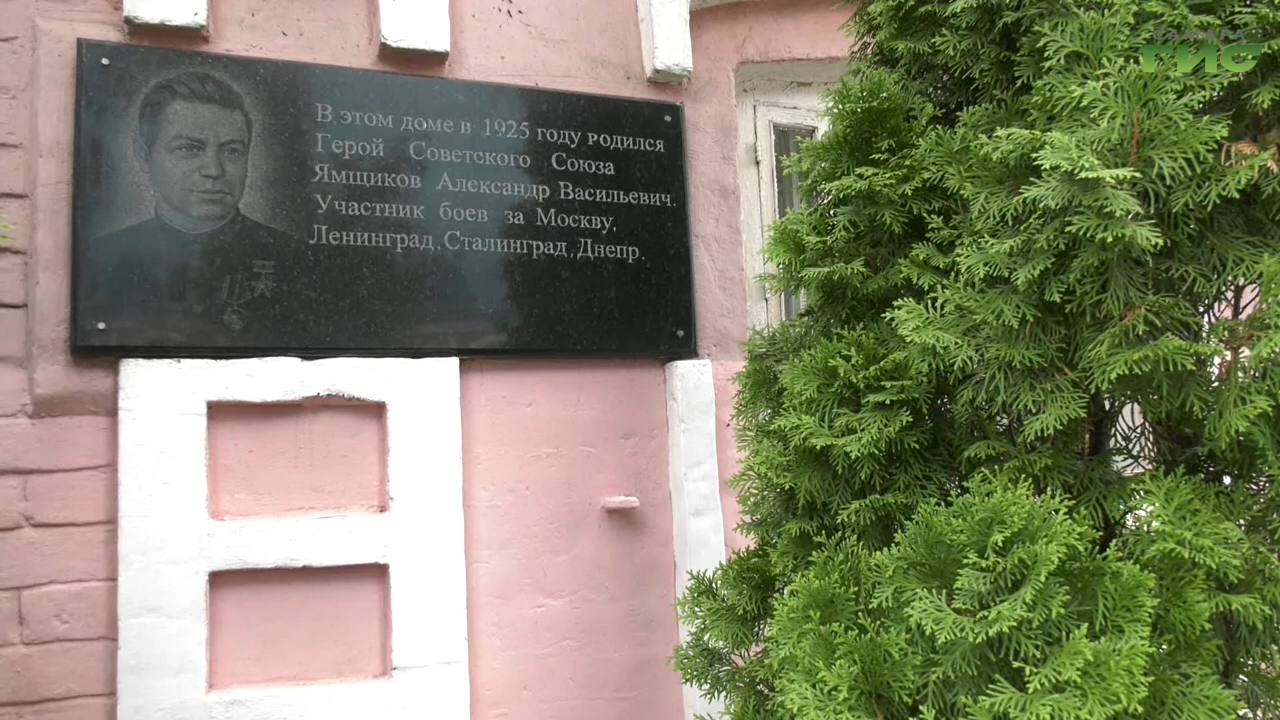 В этом доме в 1925 году родился
Герой Советского Союза
Ямщиков Александр Васильевич.
Участник боев за Москву,
Ленинград, Сталинград, Днепр.
САМАРА
ГИС